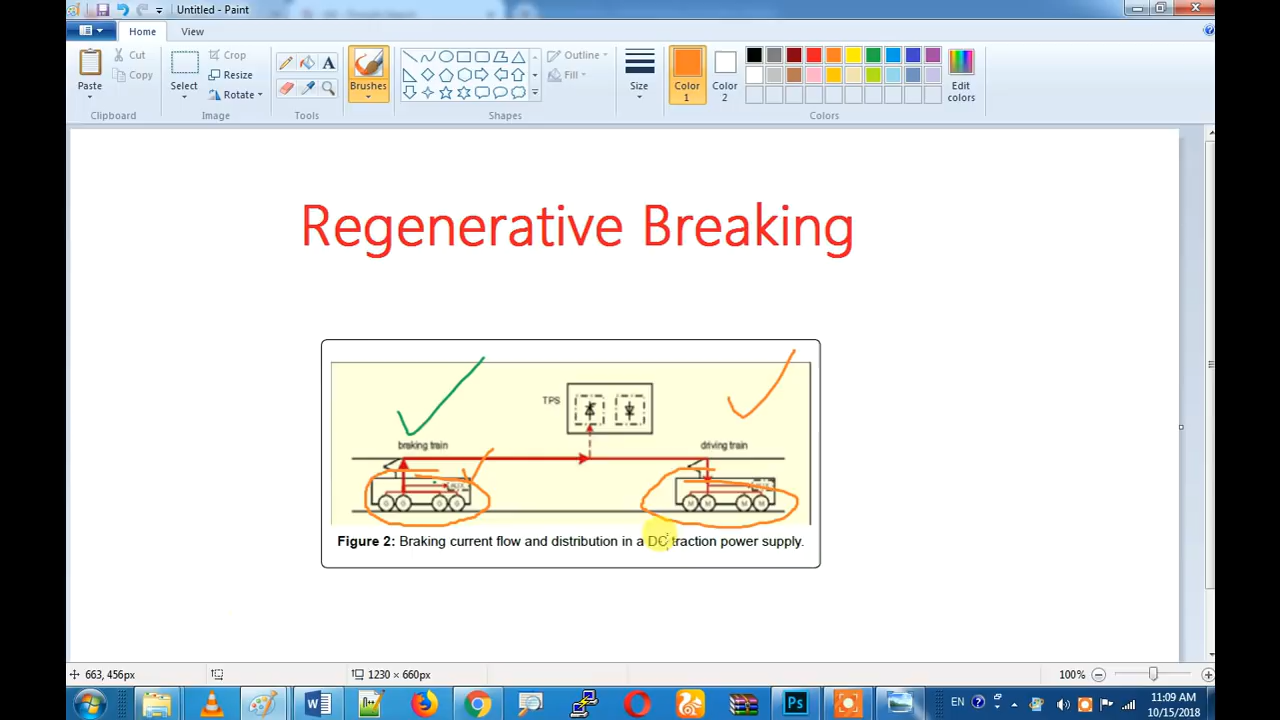 Untitled - Paint
Home
View
Paste
Cut
Copy
Clipboard
Select
Crop
Resize
Rotate
Image
Tools
Brushes
Outline
Fill
Shapes
Size
Color 1
Color 2
Edit colors
Colors
Regenerative Breaking
TPS
braking train
driving train
G G G G
M M M M
Figure 2: Braking current flow and distribution in a DC traction power supply.
663, 456px
1230 × 660px
100%
EN
11:09 AM
10/15/2018